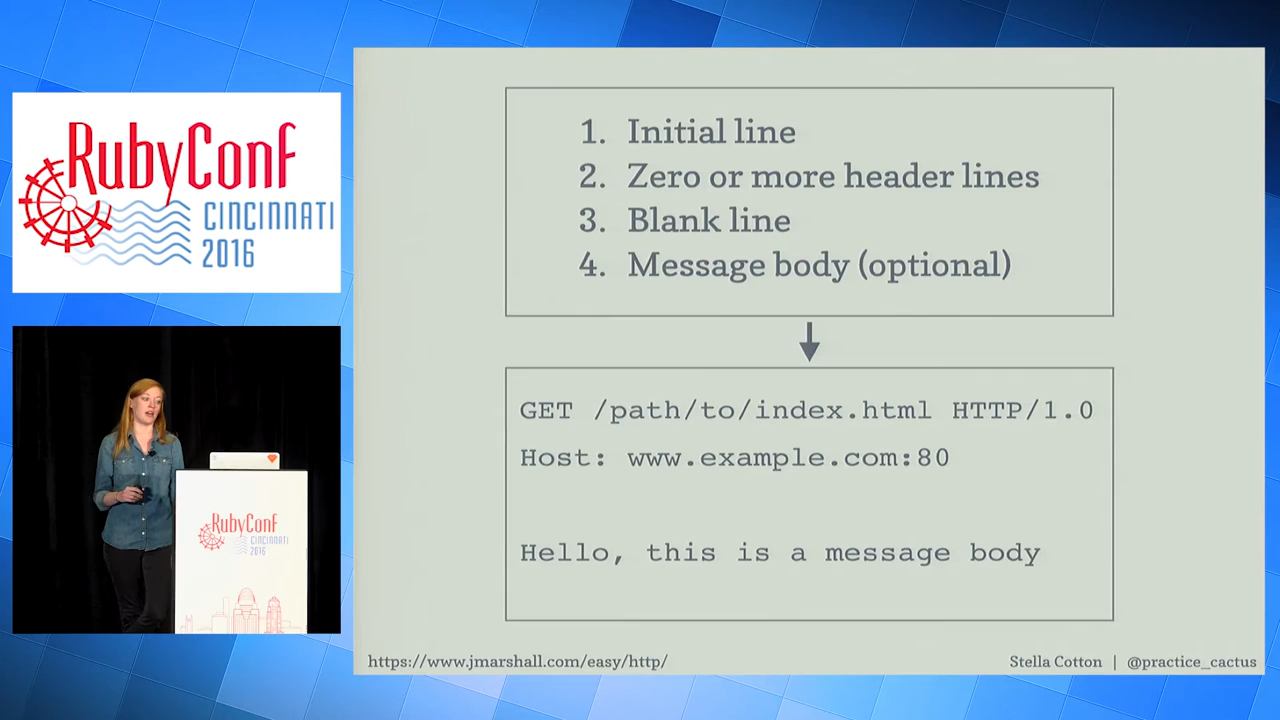 RubyConf
CINCINNATI
2016
RubyConf
CINCINNATI
2016
1. Initial line
2. Zero or more header lines
3. Blank line
4. Message body (optional)
GET /path/to/index.html HTTP/1.0
Host: www.example.com:80
Hello, this is a message body
https://www.jmarshall.com/easy/http/
Stella Cotton | @practice_cactus